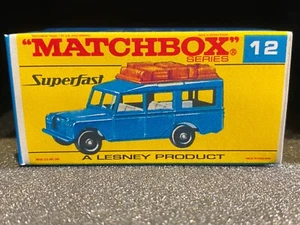 "MATCHBOX"®
SERIES
12
Superfast
A LESNEY PRODUCT